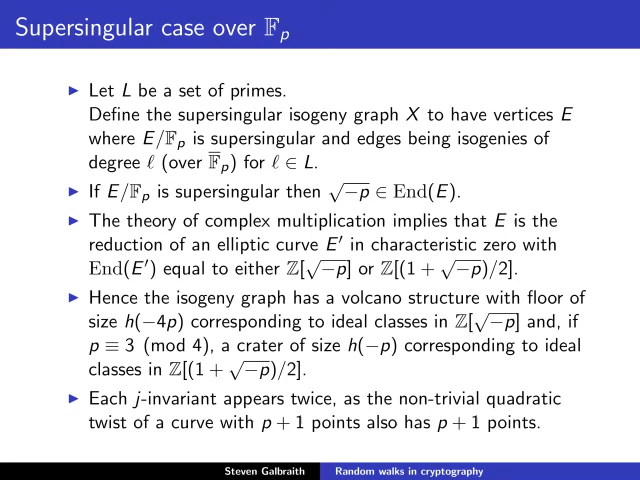 Supersingular case over 𝔽ₚ
▶ Let L be a set of primes.
Define the supersingular isogeny graph X to have vertices E
where E/𝔽ₚ is supersingular and edges being isogenies of
degree ℓ (over 𝔽̅ₚ) for ℓ ∈ L.
▶ If E/𝔽ₚ is supersingular then √−p ∈ End(E).
▶ The theory of complex multiplication implies that E is the
reduction of an elliptic curve E′ in characteristic zero with
End(E′) equal to either ℤ[√−p] or ℤ[(1 + √−p)/2].
▶ Hence the isogeny graph has a volcano structure with floor of
size h(−4p) corresponding to ideal classes in ℤ[√−p] and, if
p ≡ 3 (mod 4), a crater of size h(−p) corresponding to ideal
classes in ℤ[(1 + √−p)/2].
▶ Each j-invariant appears twice, as the non-trivial quadratic
twist of a curve with p + 1 points also has p + 1 points.
Steven Galbraith Random walks in cryptography